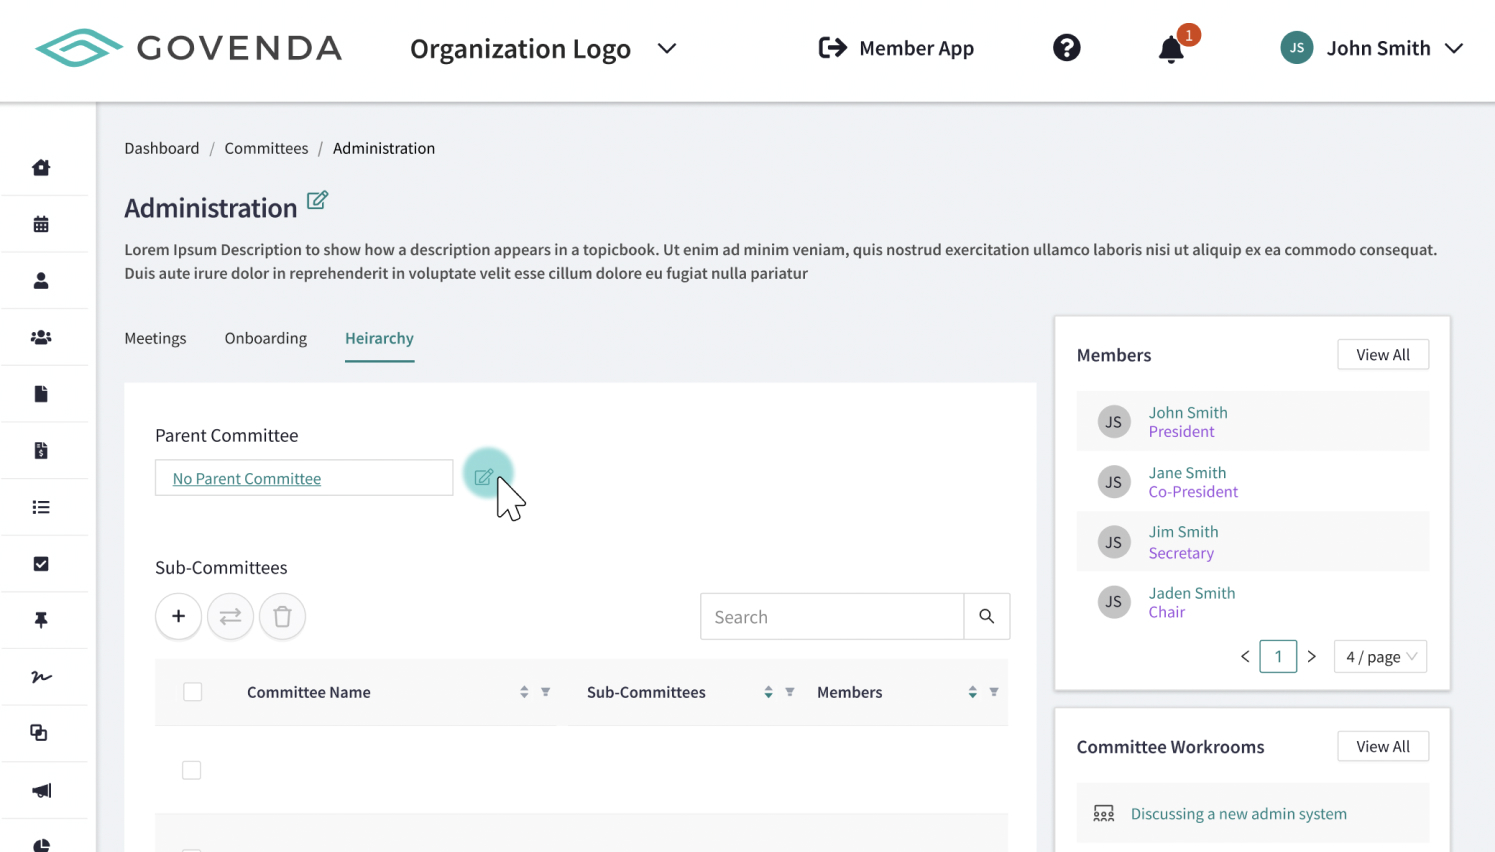 GOVENDA
Organization Logo
Member App
?
1
JS
John Smith
Dashboard / Committees / Administration
Administration
Lorem Ipsum Description to show how a description appears in a topicbook. Ut enim ad minim veniam, quis nostrud exercitation ullamco laboris nisi ut aliquip ex ea commodo consequat.
Duis aute irure dolor in reprehenderit in voluptate velit esse cillum dolore eu fugiat nulla pariatur
Meetings
Onboarding
Heirarchy
Parent Committee
No Parent Committee
Sub-Committees
+
Search
Committee Name
Sub-Committees
Members
Members
View All
JS
John Smith
President
JS
Jane Smith
Co-President
JS
Jim Smith
Secretary
JS
Jaden Smith
Chair
< 1 >
4 / page
Committee Workrooms
View All
Discussing a new admin system